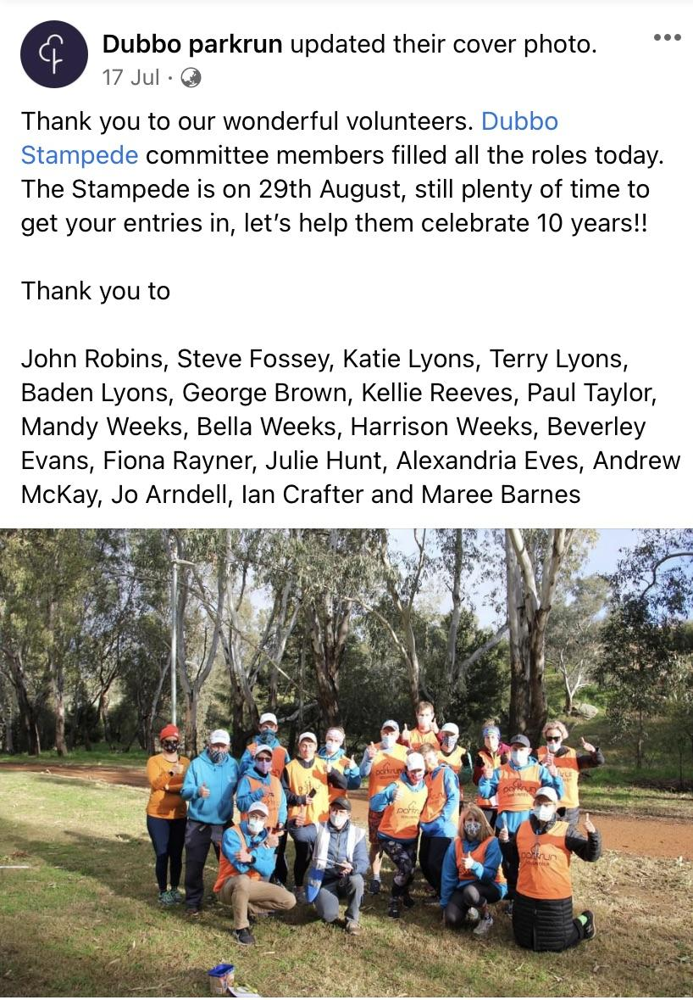 Dubbo parkrun updated their cover photo.
17 Jul ·
Thank you to our wonderful volunteers. Dubbo
Stampede committee members filled all the roles today.
The Stampede is on 29th August, still plenty of time to
get your entries in, let's help them celebrate 10 years!!
Thank you to
John Robins, Steve Fossey, Katie Lyons, Terry Lyons,
Baden Lyons, George Brown, Kellie Reeves, Paul Taylor,
Mandy Weeks, Bella Weeks, Harrison Weeks, Beverley
Evans, Fiona Rayner, Julie Hunt, Alexandria Eves, Andrew
McKay, Jo Arndell, Ian Crafter and Maree Barnes
parkrun
parkrun
VOLUNTEER
parkrun
parkrun
VOLUNTEER